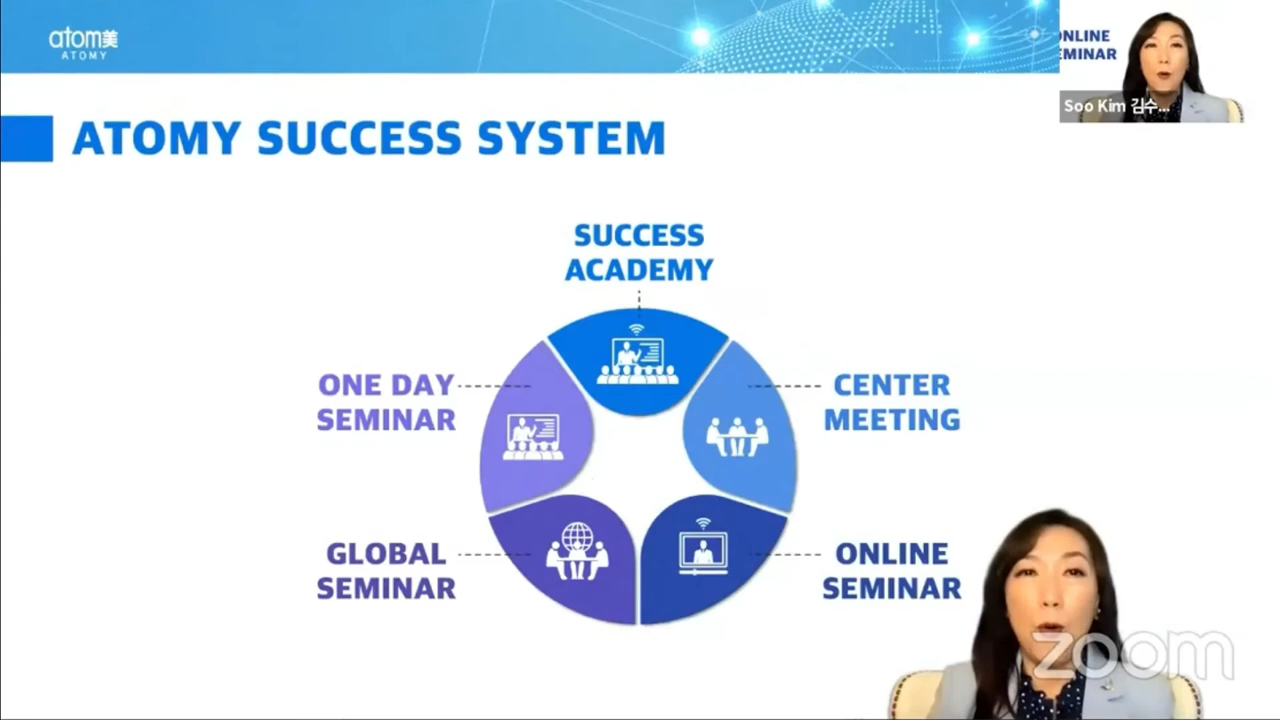 atom美
ATOMY
ONLINE
SEMINAR
Soo Kim 김수...
ATOMY SUCCESS SYSTEM
SUCCESS
ACADEMY
ONE DAY
SEMINAR
CENTER
MEETING
GLOBAL
SEMINAR
ONLINE
SEMINAR
zoom